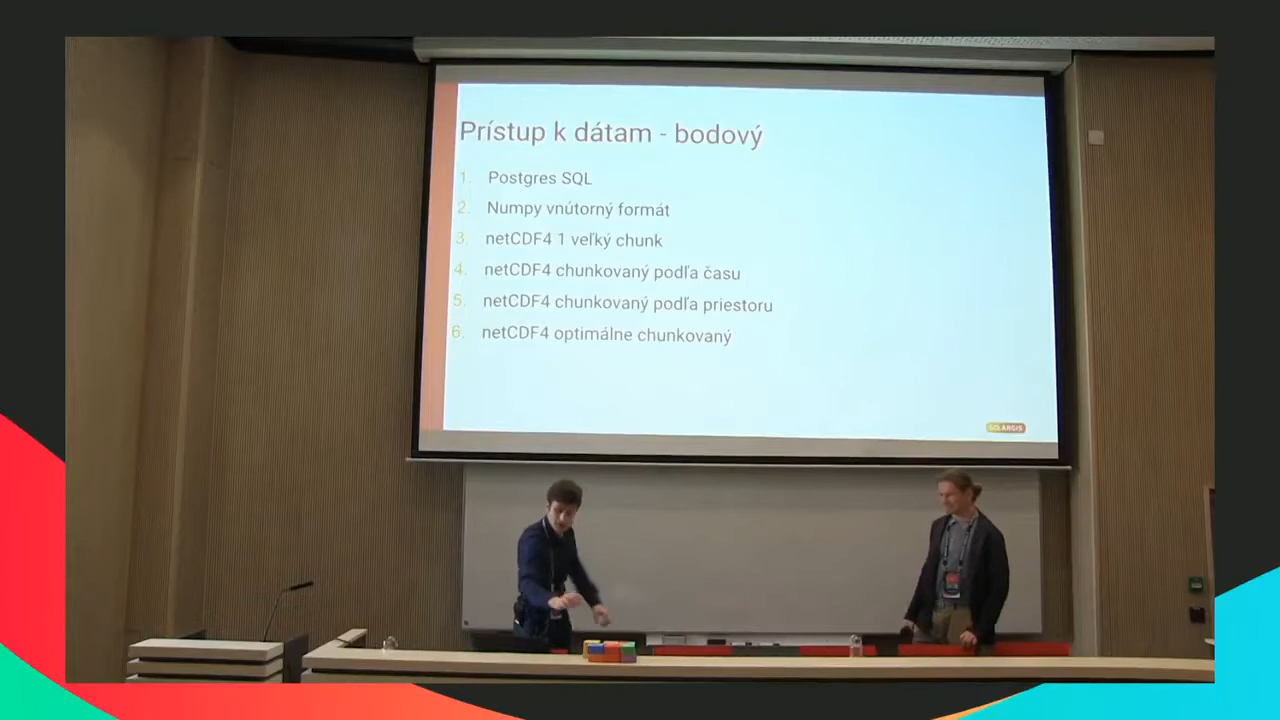 Prístup k dátam - bodový
1. Postgres SQL
2. Numpy vnútorný formát
3. netCDF4 1 veľký chunk
4. netCDF4 chunkovaný podľa času
5. netCDF4 chunkovaný podľa priestoru
6. netCDF4 optimálne chunkovaný
SOLARGIS